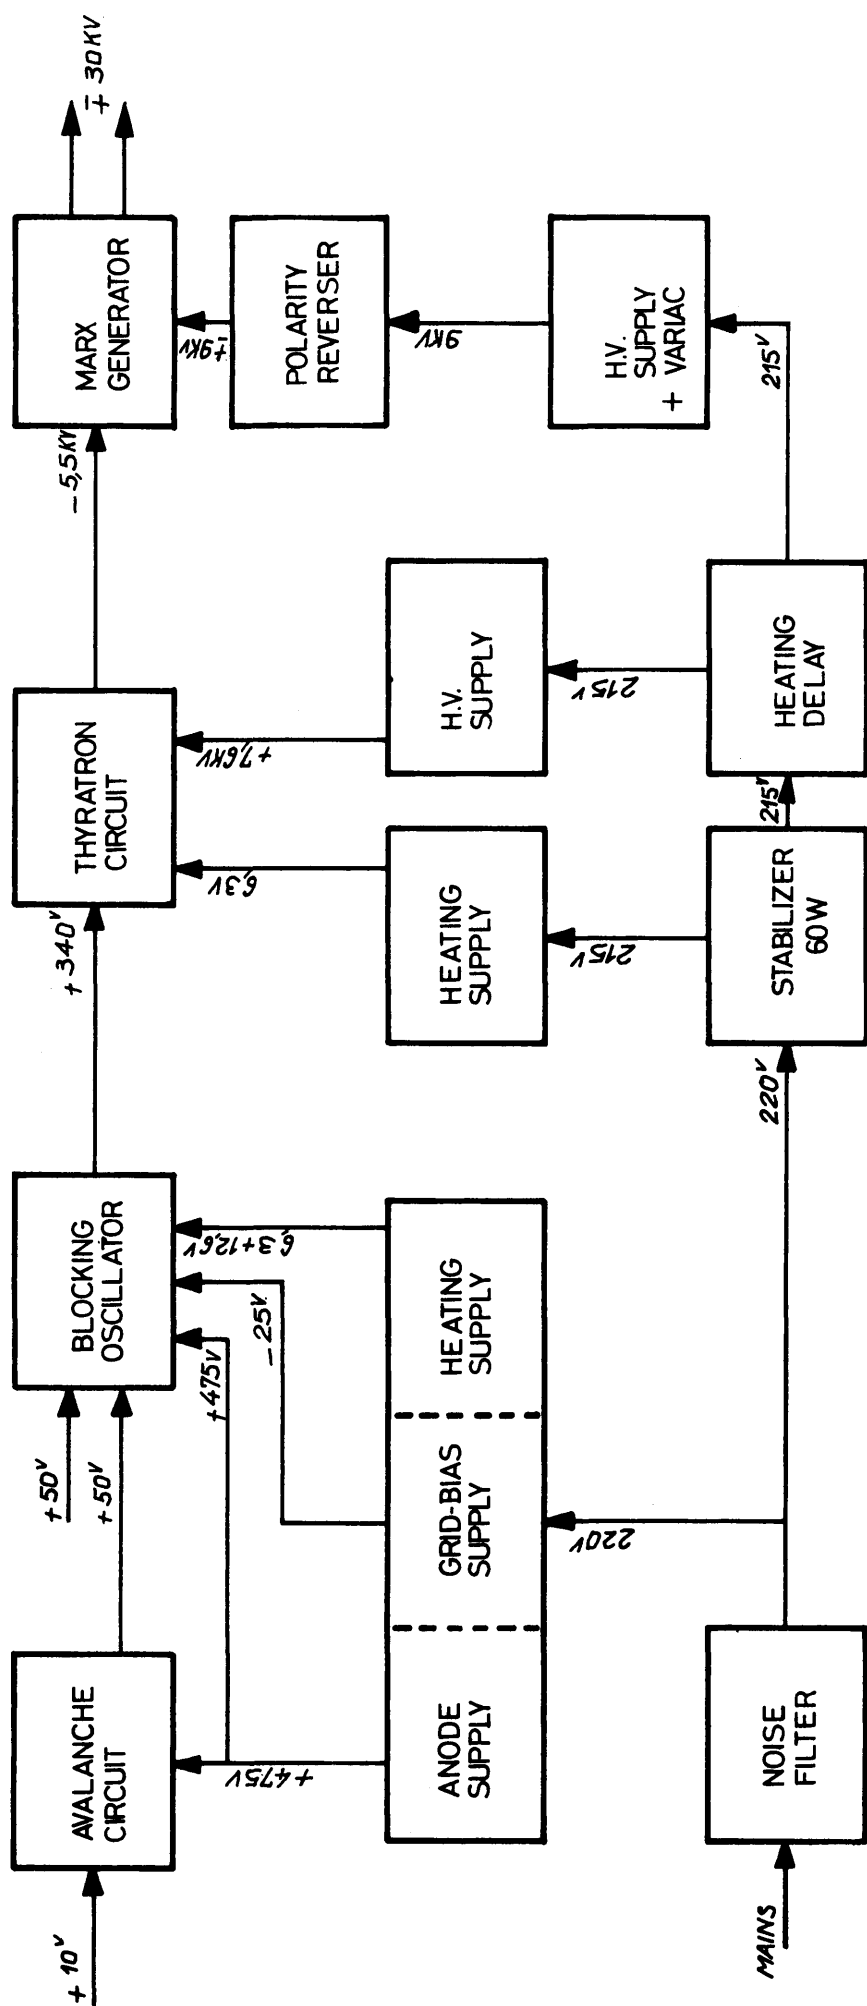 + 10V
AVALANCHE
CIRCUIT
+50V
+50V
BLOCKING
OSCILLATOR
+ 340V
THYRATRON
CIRCUIT
- 5,5KV
MARX
GENERATOR
∓ 30KV
+475V
+475V
-25V
6,3+12,6V
6,3V
+7,6KV
±9KV
POLARITY
REVERSER
ANODE
SUPPLY
GRID-BIAS
SUPPLY
HEATING
SUPPLY
HEATING
SUPPLY
H.V.
SUPPLY
9KV
H.V.
SUPPLY
+ VARIAC
220V
215V
215V
215V
MAINS
NOISE
FILTER
220V
STABILIZER
60W
215V
HEATING
DELAY